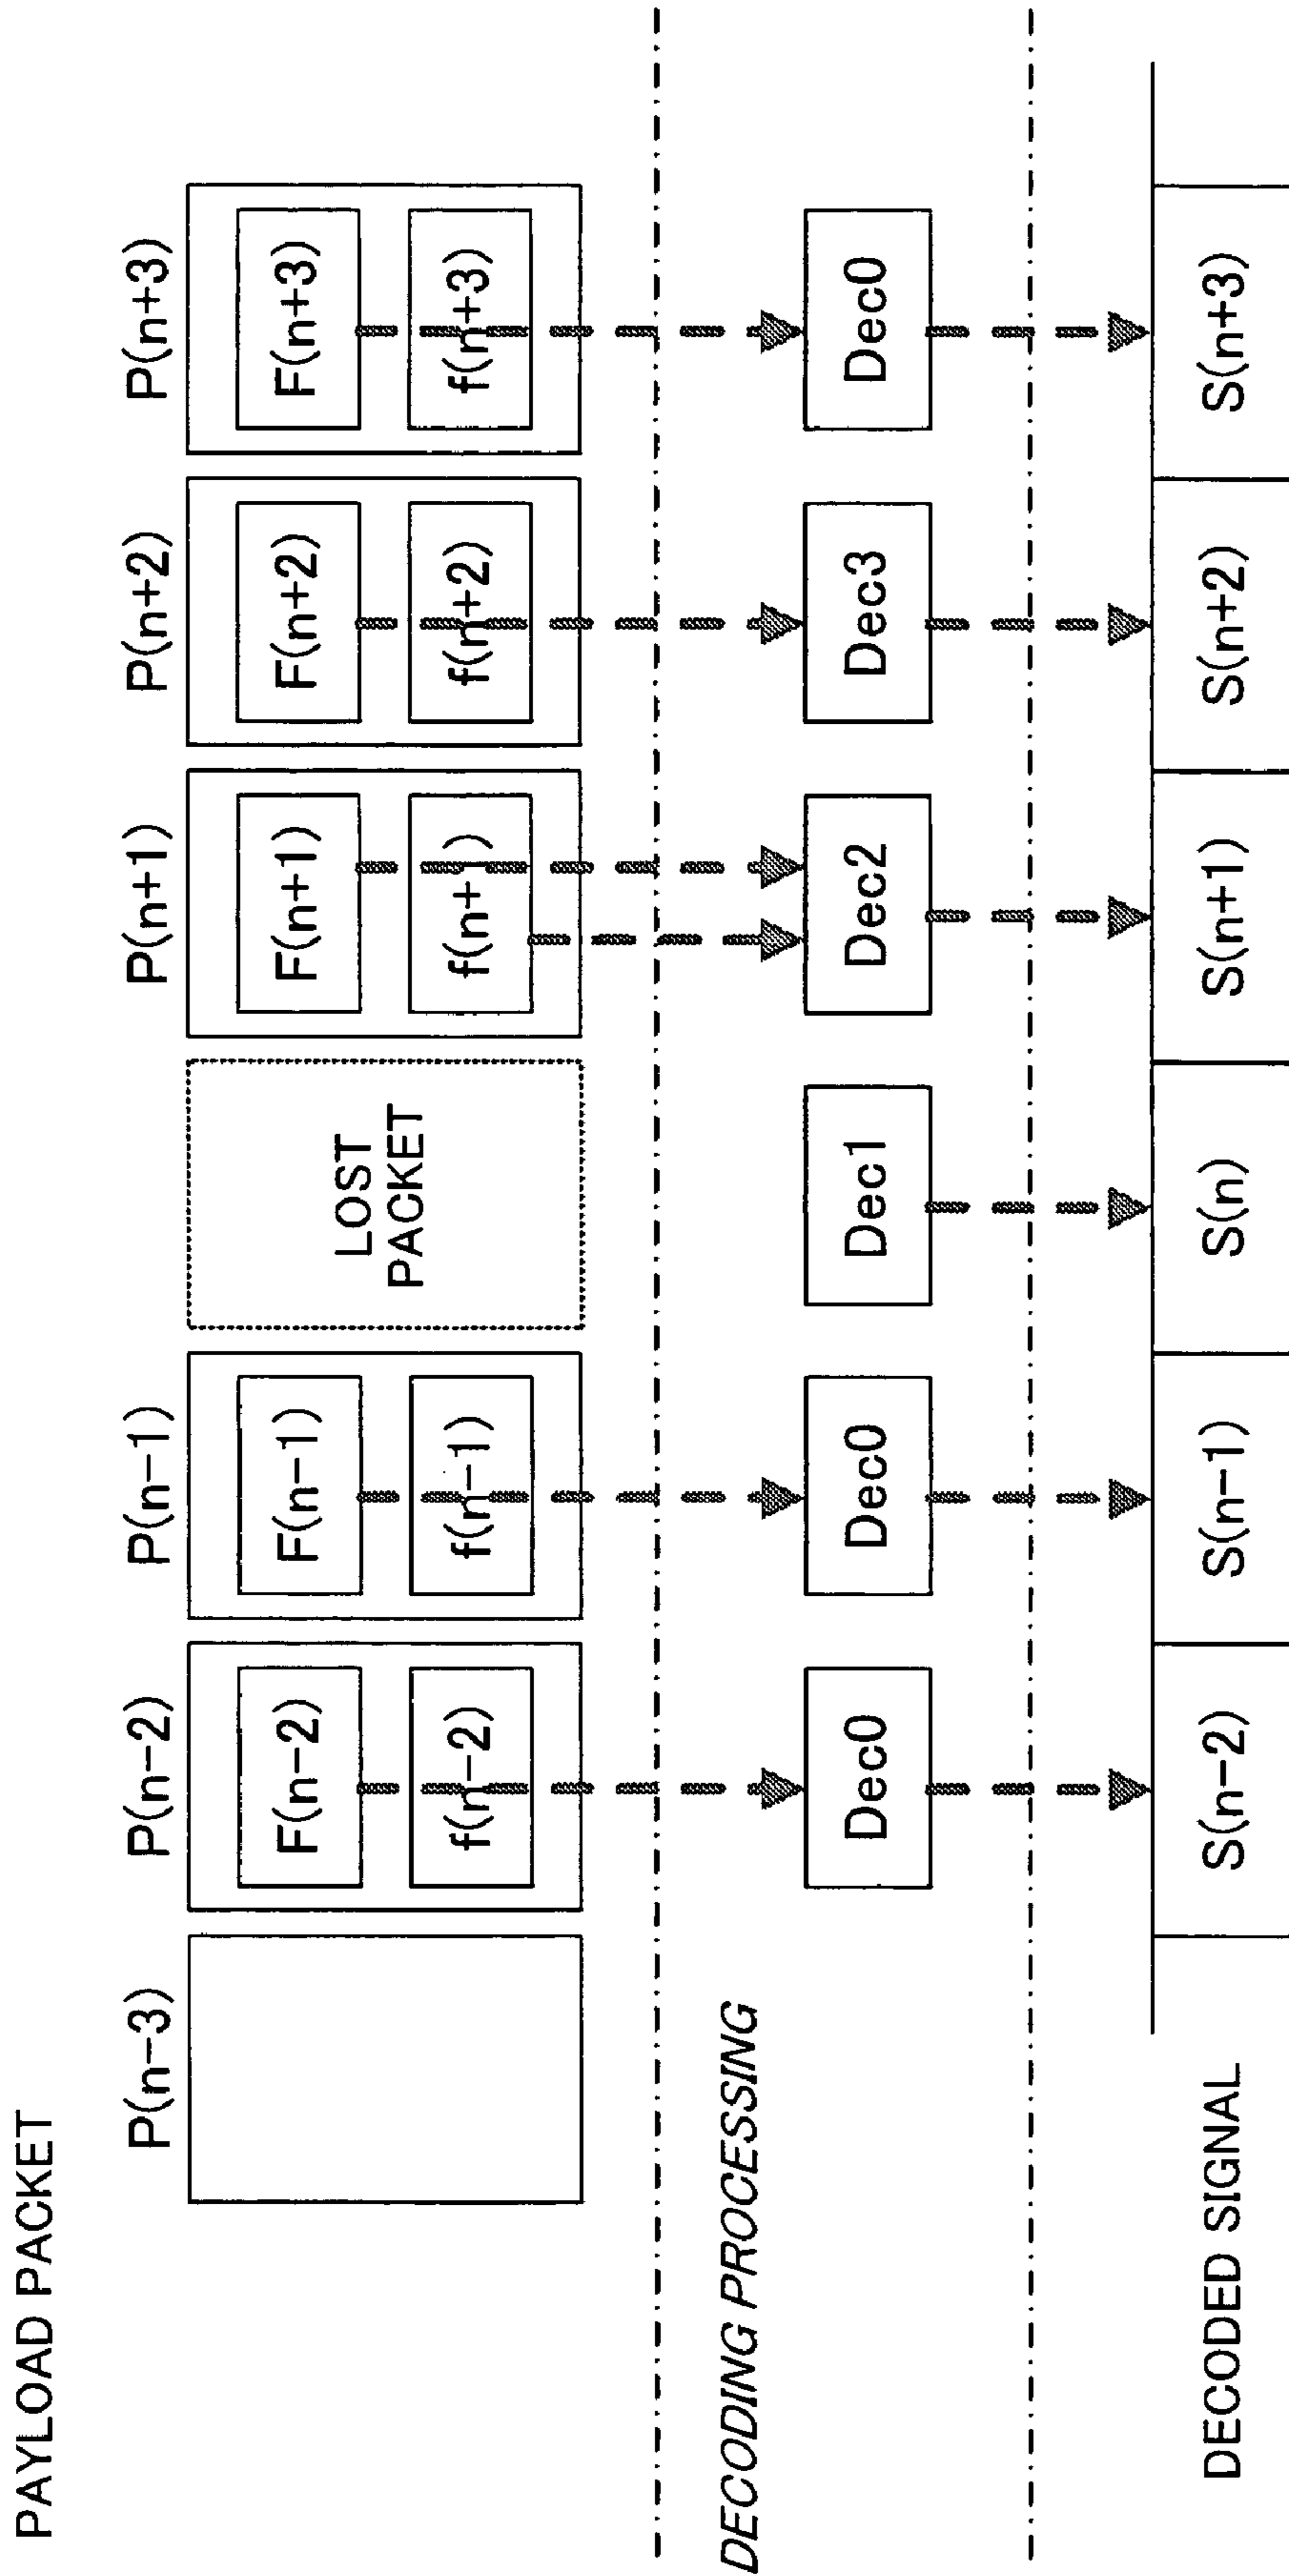 PAYLOAD PACKET
P(n-3) P(n-2) P(n-1) P(n+1) P(n+2) P(n+3)
F(n-2) F(n-1) LOST F(n+1) F(n+2) F(n+3)
PACKET
f(n-2) f(n-1) f(n+1) f(n+2) f(n+3)
DECODING PROCESSING
Dec0 Dec0 Dec1 Dec2 Dec3 Dec0
DECODED SIGNAL
S(n-2) S(n-1) S(n) S(n+1) S(n+2) S(n+3)